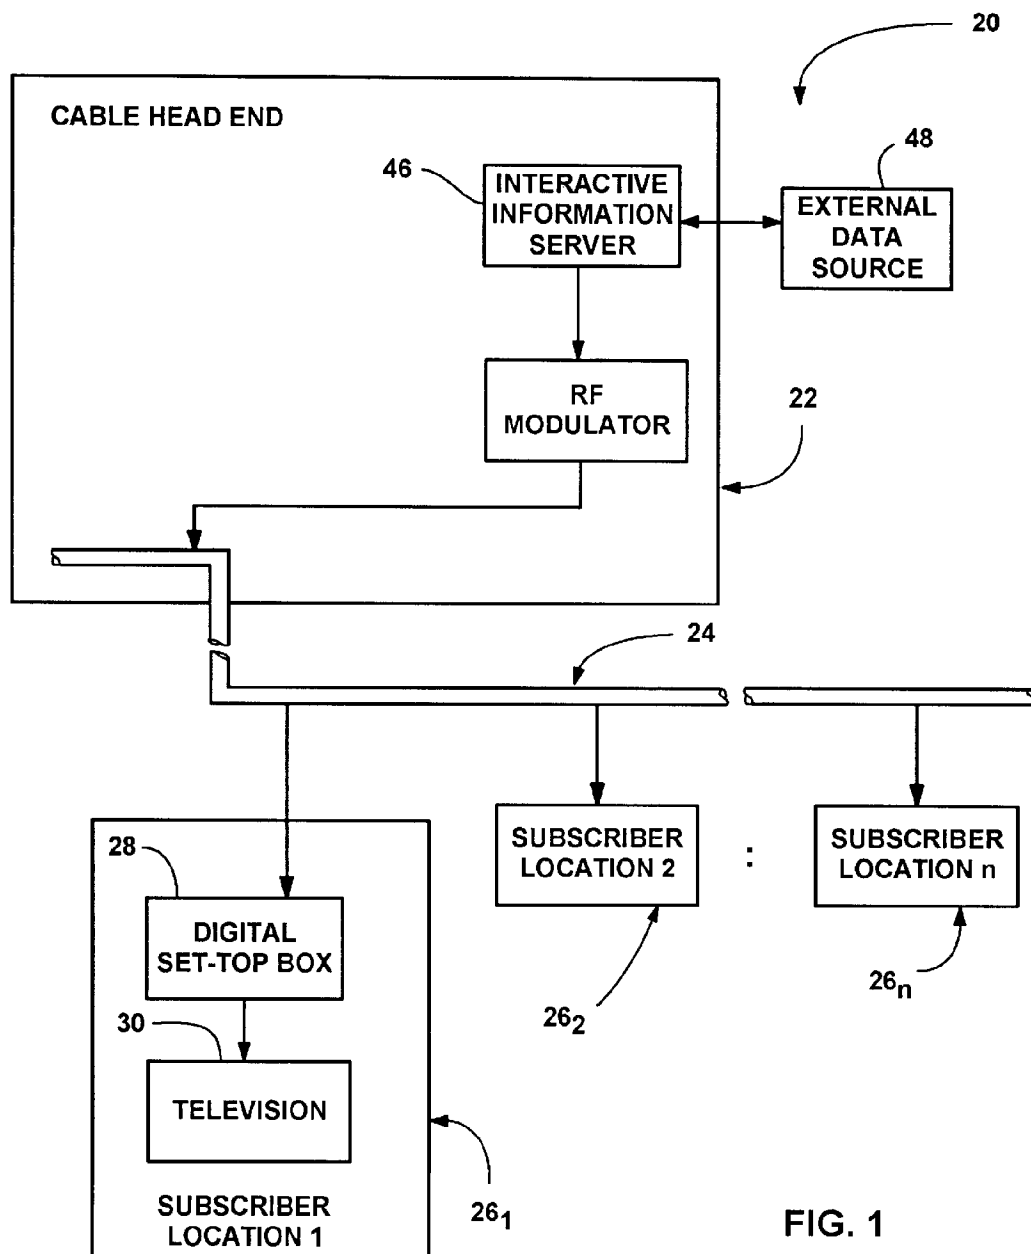 20
CABLE HEAD END
46
INTERACTIVE
INFORMATION
SERVER
48
EXTERNAL
DATA
SOURCE
RF
MODULATOR
22
24
28
DIGITAL
SET-TOP BOX
30
TELEVISION
SUBSCRIBER
LOCATION 1
26₁
SUBSCRIBER
LOCATION 2
26₂
:
SUBSCRIBER
LOCATION n
26ₙ
FIG. 1